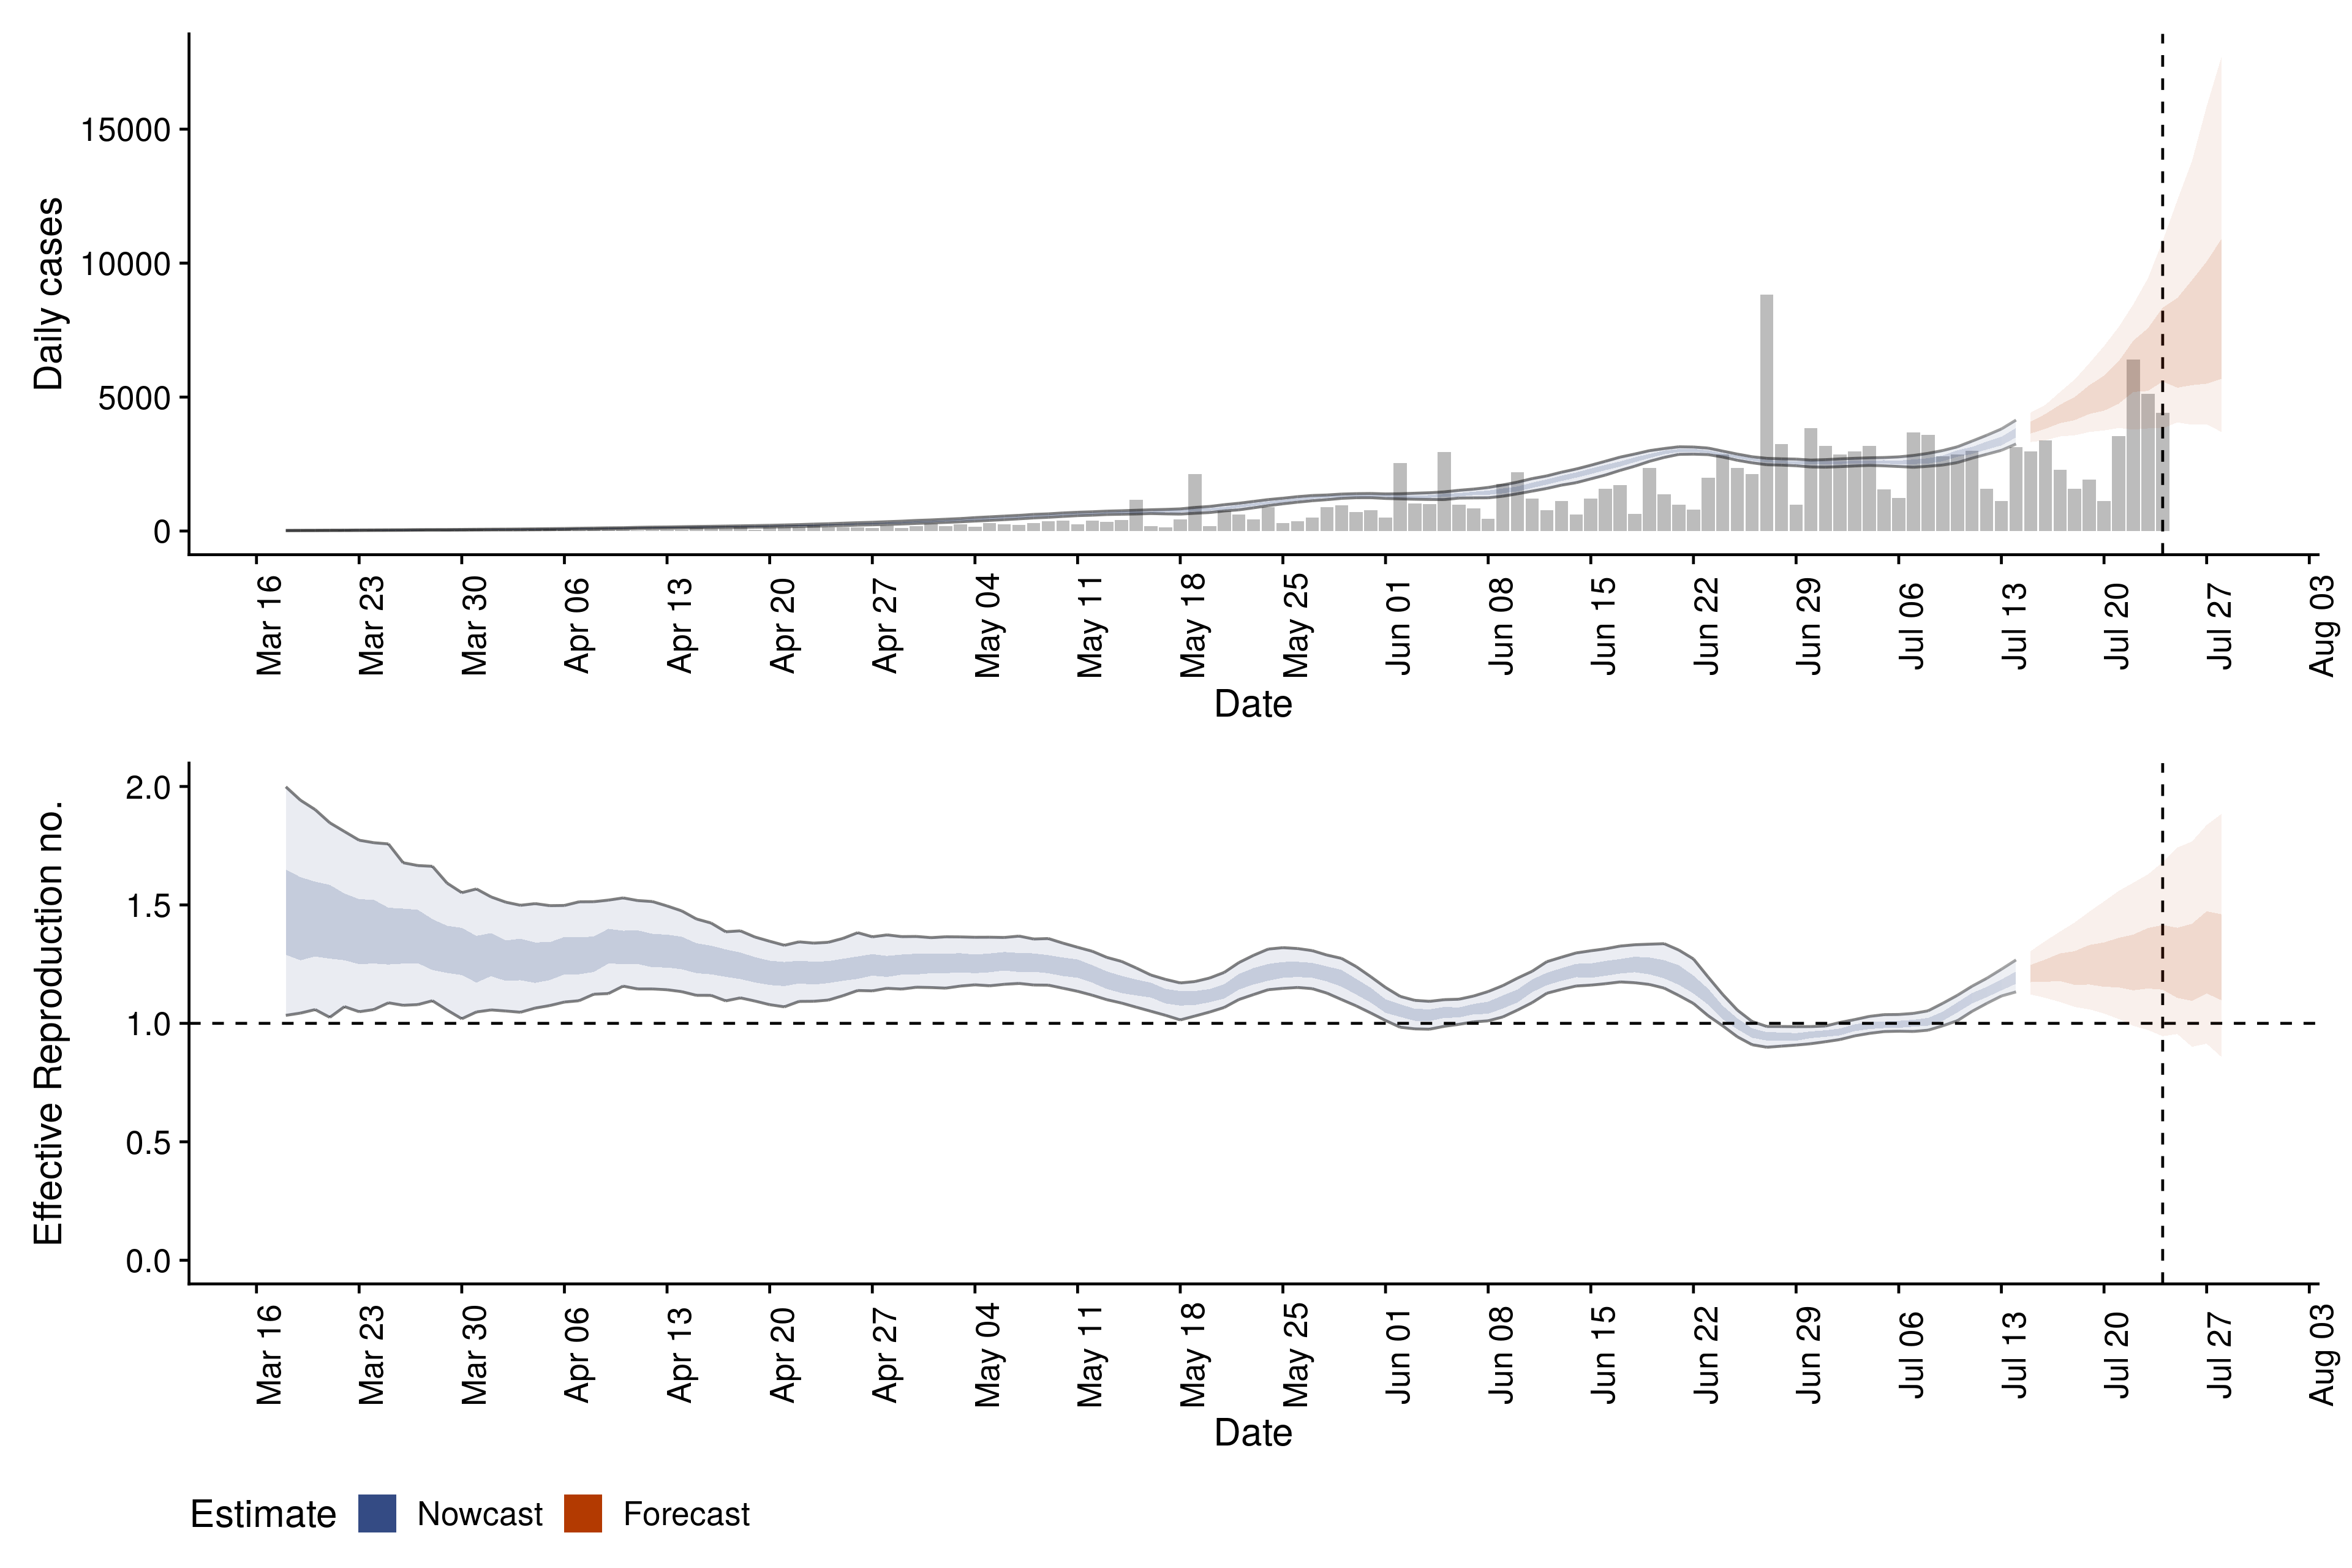 Daily cases
15000
10000
5000
0
Mar 16
Mar 23
Mar 30
Apr 06
Apr 13
Apr 20
Apr 27
May 04
May 11
May 18
May 25
Jun 01
Jun 08
Jun 15
Jun 22
Jun 29
Jul 06
Jul 13
Jul 20
Jul 27
Aug 03
Date
Effective Reproduction no.
2.0
1.5
1.0
0.5
0.0
Mar 16
Mar 23
Mar 30
Apr 06
Apr 13
Apr 20
Apr 27
May 04
May 11
May 18
May 25
Jun 01
Jun 08
Jun 15
Jun 22
Jun 29
Jul 06
Jul 13
Jul 20
Jul 27
Aug 03
Date
Estimate Nowcast Forecast